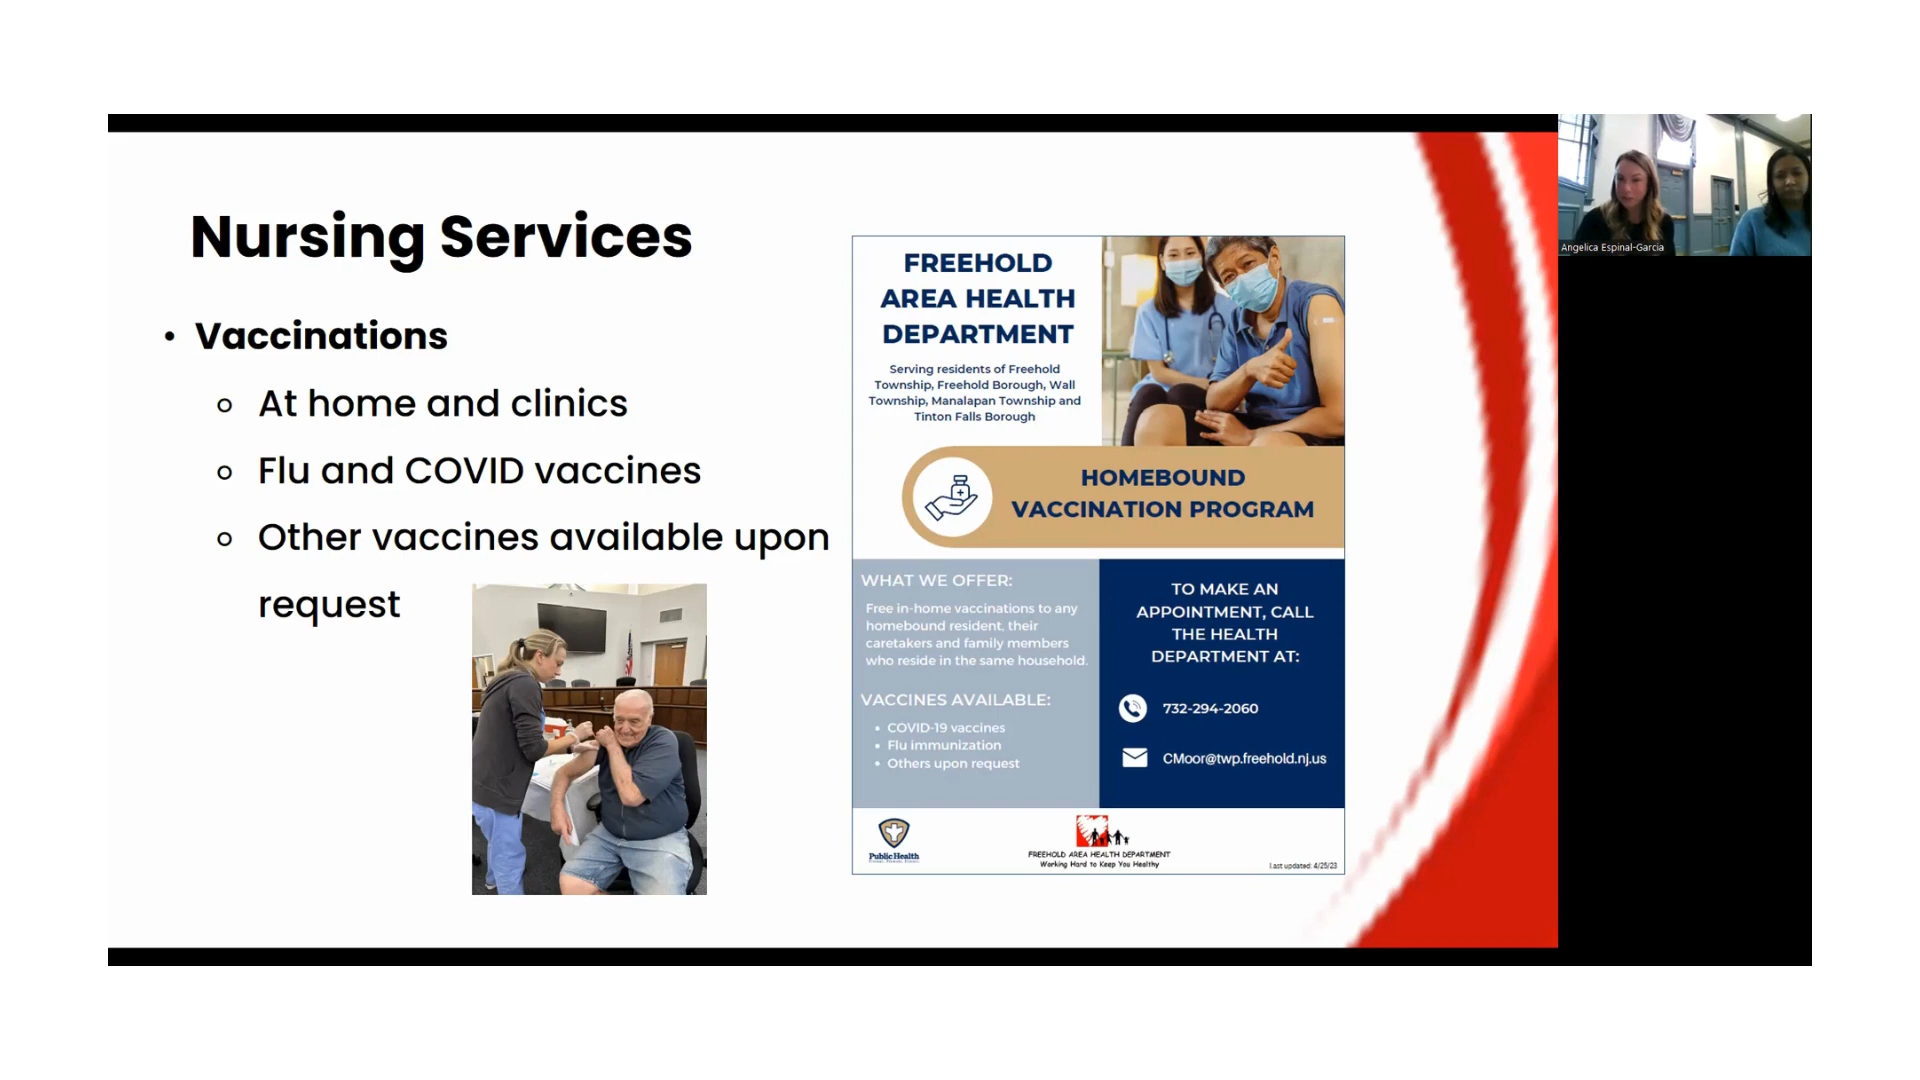 Nursing Services
• Vaccinations
At home and clinics
Flu and COVID vaccines
Other vaccines available upon
request
FREEHOLD
AREA HEALTH
DEPARTMENT
Serving residents of Freehold
Township, Freehold Borough, Wall
Township, Manalapan Township and
Tinton Falls Borough
HOMEBOUND
VACCINATION PROGRAM
WHAT WE OFFER:
Free in-home vaccinations to any
homebound resident, their
caretakers and family members
who reside in the same household.
VACCINES AVAILABLE:
• COVID-19 vaccines
• Flu immunization
• Others upon request
TO MAKE AN
APPOINTMENT, CALL
THE HEALTH
DEPARTMENT AT:
732-294-2060
CMoor@twp.freehold.nj.us
Public Health
FREEHOLD AREA HEALTH DEPARTMENT
Working Hard to Keep You Healthy
Last updated: 4/25/23
Angelica Espinal-Garcia